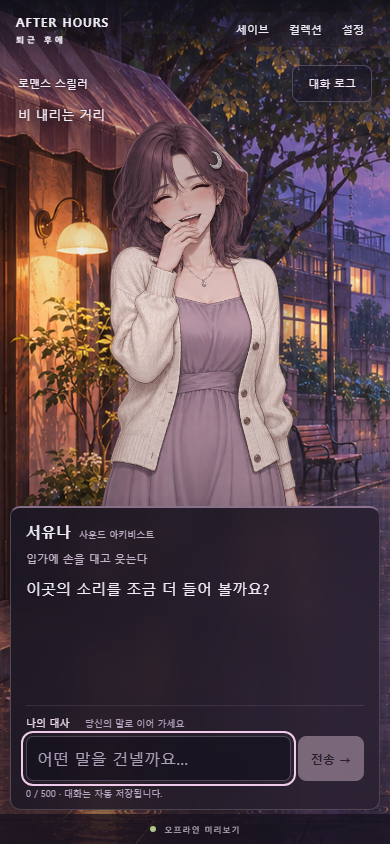 AFTER HOURS
퇴근 후에
세이브 컬렉션 설정
로맨스 스릴러
대화 로그
비 내리는 거리
서유나 사운드 아키비스트
입가에 손을 대고 웃는다
이곳의 소리를 조금 더 들어 볼까요?
나의 대사 당신의 말로 이어 가세요
어떤 말을 건넬까요...
전송 →
0 / 500 · 대화는 자동 저장됩니다.
오프라인 미리보기